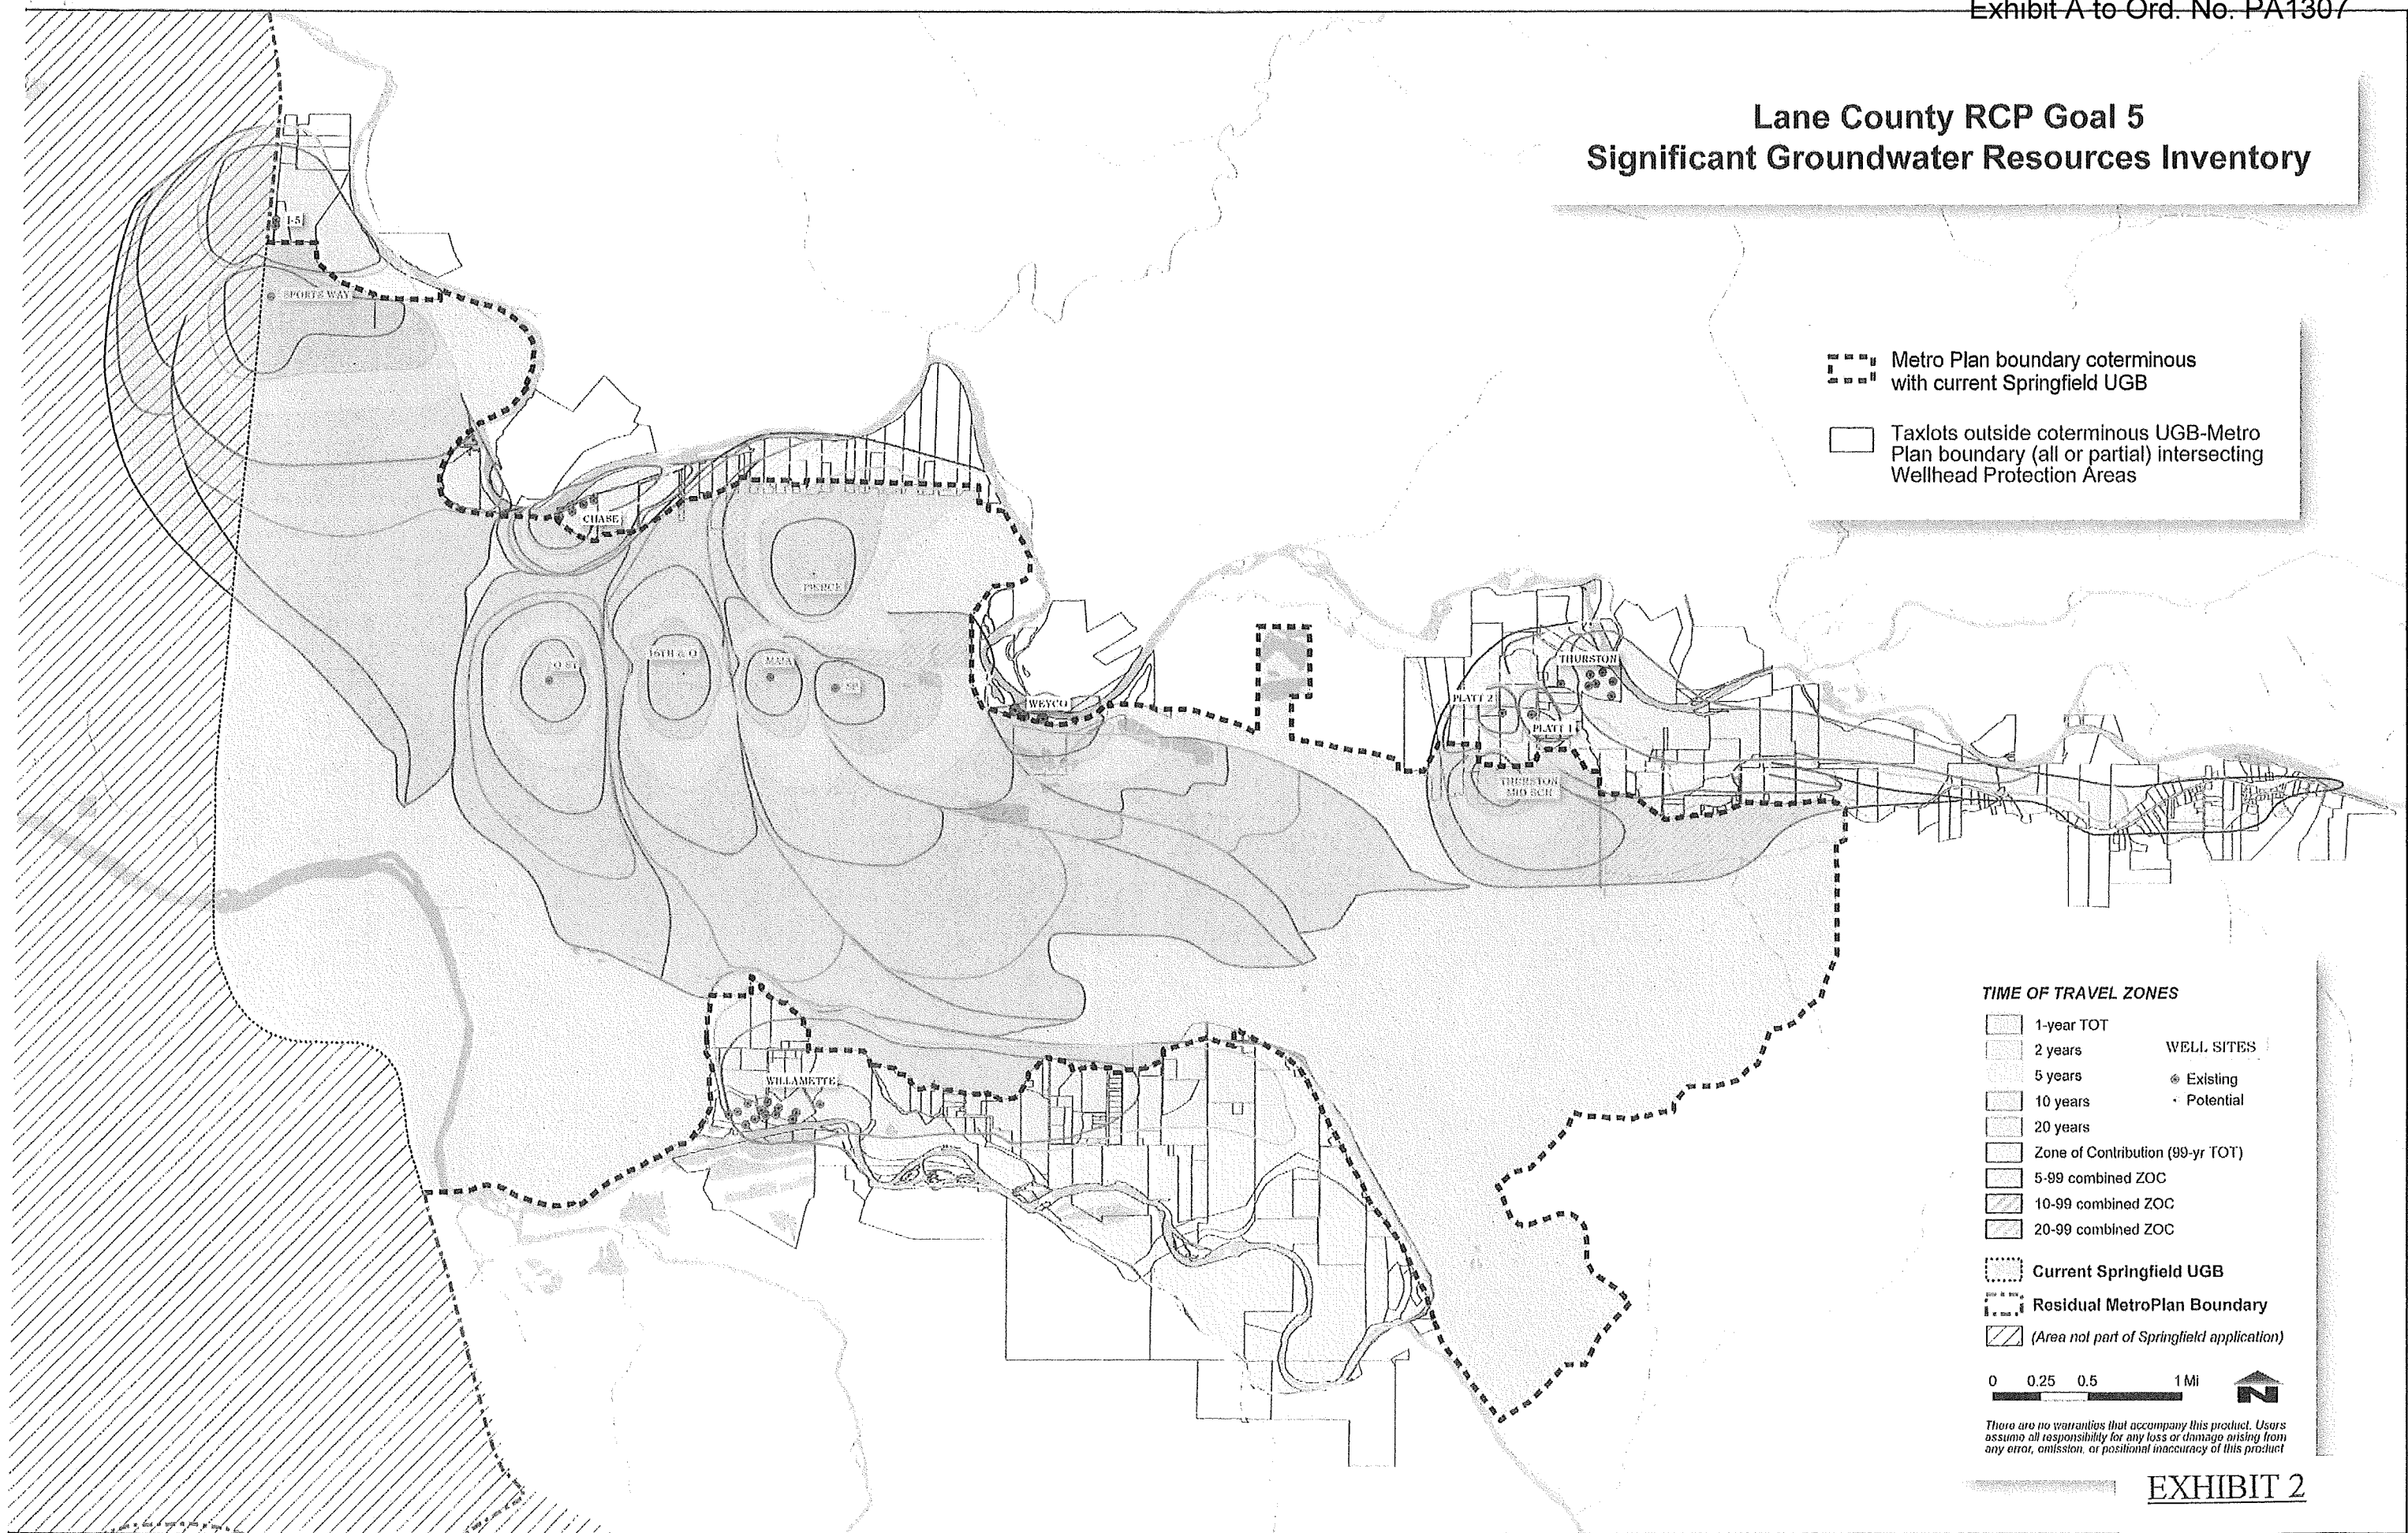 Exhibit A to Ord. No. PA1307
Lane County RCP Goal 5
Significant Groundwater Resources Inventory
Metro Plan boundary coterminous
with current Springfield UGB
Taxlots outside coterminous UGB-Metro
Plan boundary (all or partial) intersecting
Wellhead Protection Areas
I-5
SPORTS WAY
CHASE
PIERCE
Q ST
16TH & Q
MAIA
SP
WEYCO
THURSTON
PLATT 2
PLATT 1
THURSTON
MID SCH
WILLAMETTE
TIME OF TRAVEL ZONES
1-year TOT
2 years
5 years
10 years
20 years
Zone of Contribution (99-yr TOT)
5-99 combined ZOC
10-99 combined ZOC
20-99 combined ZOC
WELL SITES
Existing
Potential
Current Springfield UGB
Residual MetroPlan Boundary
(Area not part of Springfield application)
0 0.25 0.5 1 Mi
N
There are no warranties that accompany this product. Users
assume all responsibility for any loss or damage arising from
any error, omission, or positional inaccuracy of this product
EXHIBIT 2